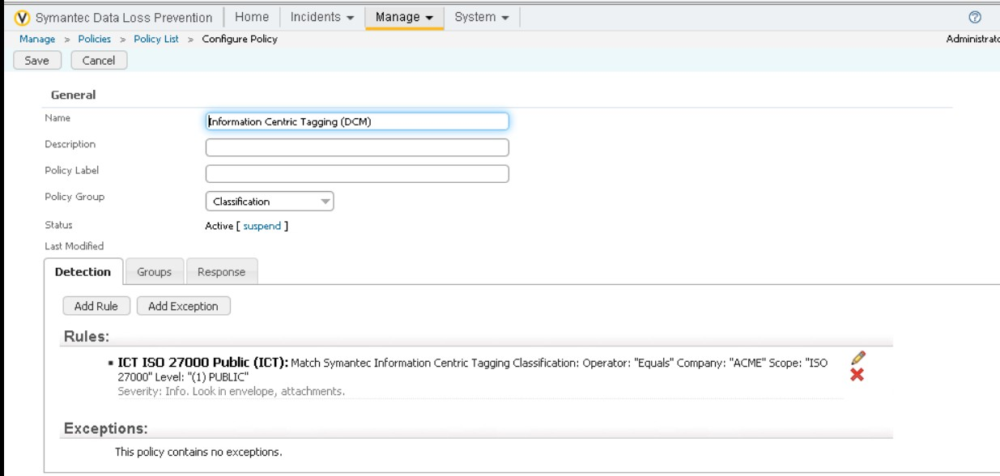 Symantec Data Loss Prevention Home Incidents Manage System
Manage > Policies > Policy List > Configure Policy Administrato
Save Cancel
General
Name Information Centric Tagging (DCM)
Description
Policy Label
Policy Group Classification
Status Active [ suspend ]
Last Modified
Detection Groups Response
Add Rule Add Exception
Rules:
▪ ICT ISO 27000 Public (ICT): Match Symantec Information Centric Tagging Classification: Operator: "Equals" Company: "ACME" Scope: "ISO
27000" Level: "(1) PUBLIC"
Severity: Info. Look in envelope, attachments.
Exceptions:
This policy contains no exceptions.